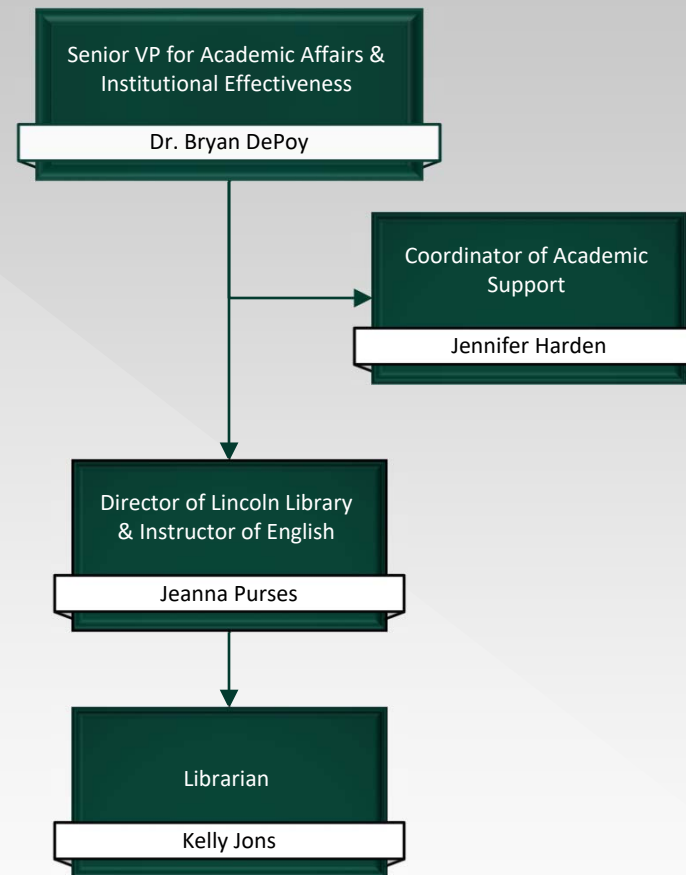 Senior VP for Academic Affairs &
Institutional Effectiveness
Dr. Bryan DePoy
Coordinator of Academic
Support
Jennifer Harden
Director of Lincoln Library
& Instructor of English
Jeanna Purses
Librarian
Kelly Jons